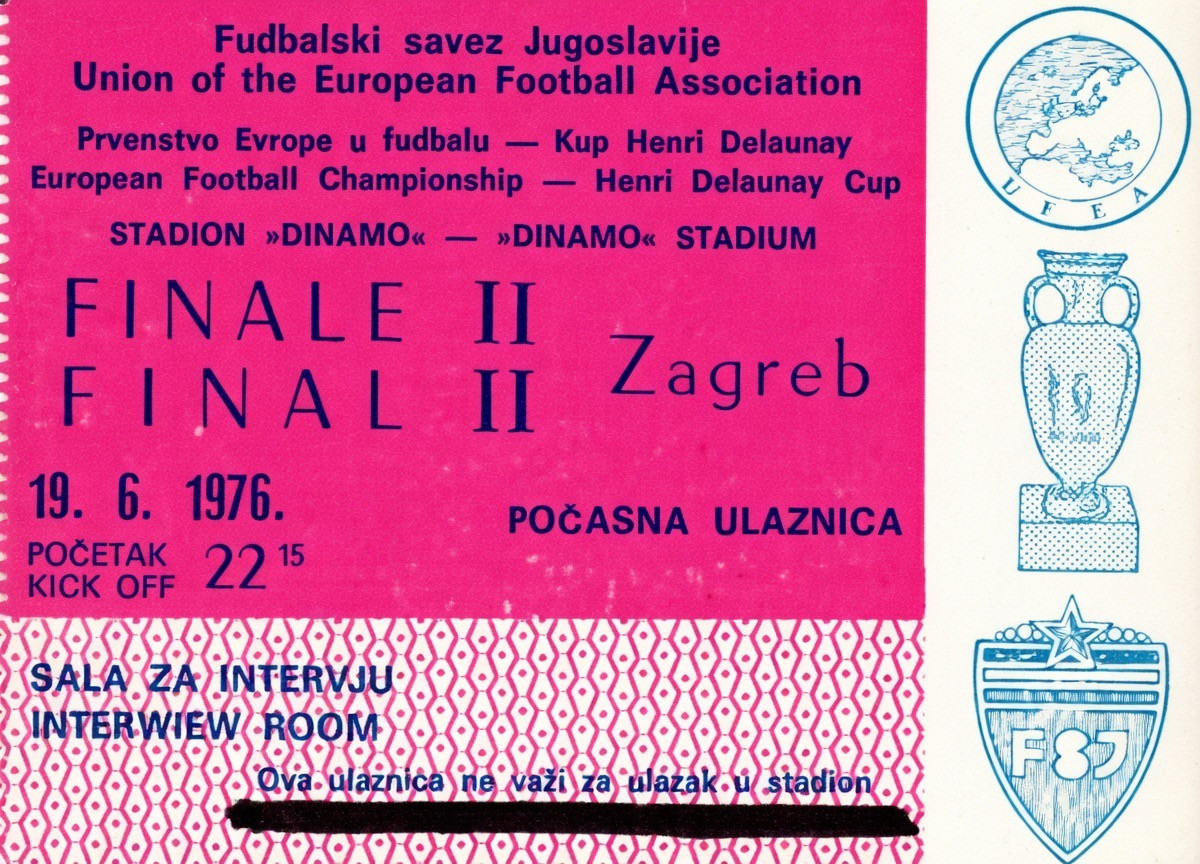 Fudbalski savez Jugoslavije
Union of the European Football Association
Prvenstvo Evrope u fudbalu — Kup Henri Delaunay
European Football Championship — Henri Delaunay Cup
STADION »DINAMO« — »DINAMO« STADIUM
FINALE II
FINAL II
Zagreb
19. 6. 1976.
POČASNA ULAZNICA
POČETAK
KICK OFF
22 15
SALA ZA INTERVJU
INTERWIEW ROOM
Ova ulaznica ne važi za ulazak u stadion
UFEA
FSJ